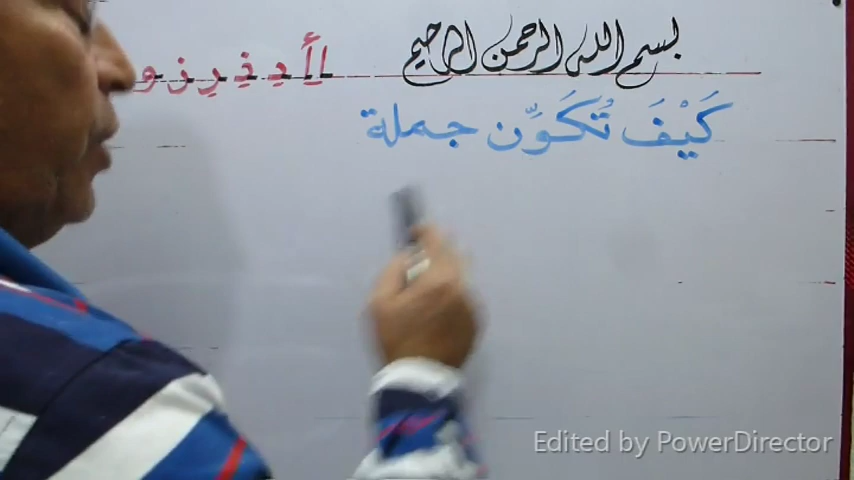 بسم الله الرحمن الرحيم
أ إ د ذ ر ز و
كَيْفَ تُكَوِّن جملة
Edited by PowerDirector